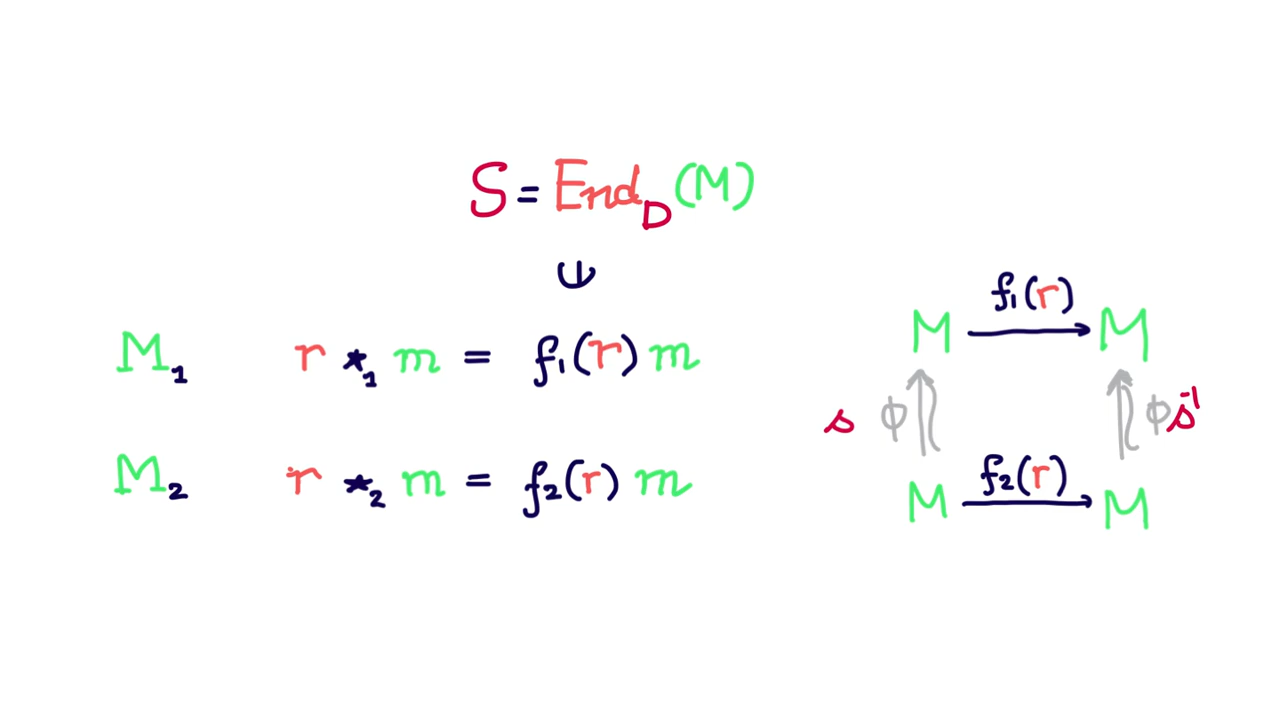 S = End_D(M)
∪
M₁ r ⋆₁ m = f₁(r) m
M₂ r ⋆₂ m = f₂(r) m
f₁(r)
M → M
s ϕ ϕ s⁻¹
f₂(r)
M → M